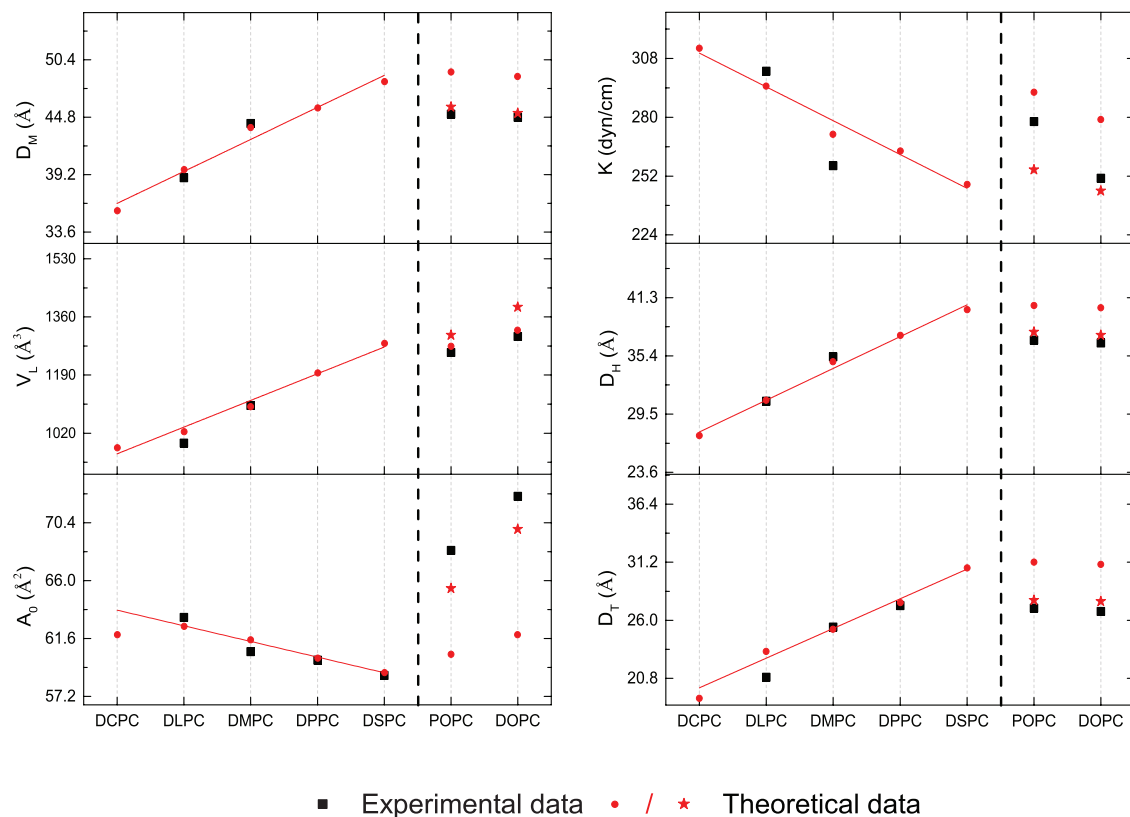 50.4
44.8
39.2
33.6
D_M (Å)
1530
1360
1190
1020
V_L (Å³)
70.4
66.0
61.6
57.2
A_0 (Å²)
DCPC DLPC DMPC DPPC DSPC POPC DOPC
308
280
252
224
K (dyn/cm)
41.3
35.4
29.5
23.6
D_H (Å)
36.4
31.2
26.0
20.8
D_T (Å)
DCPC DLPC DMPC DPPC DSPC POPC DOPC
Experimental data / Theoretical data